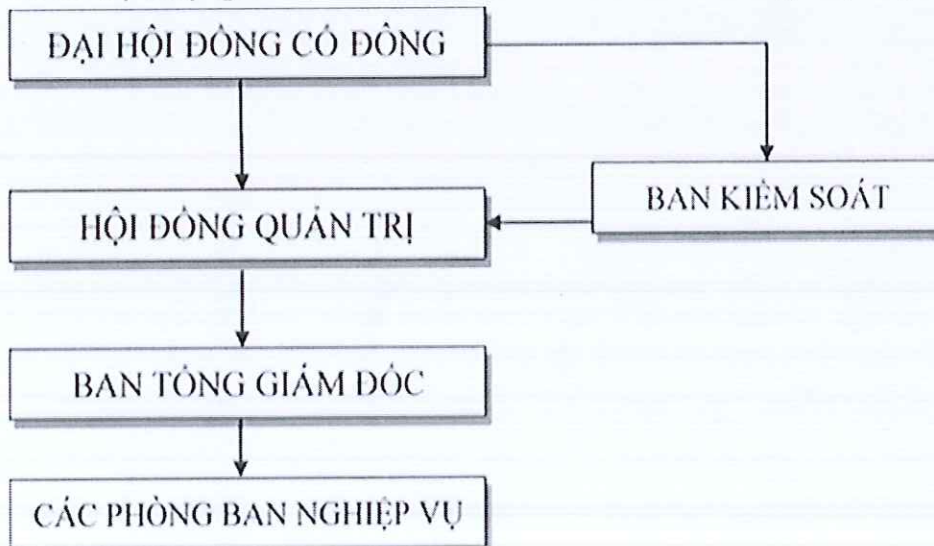 ĐẠI HỘI ĐỒNG CỔ ĐÔNG
BAN KIỂM SOÁT
HỘI ĐỒNG QUẢN TRỊ
BAN TỔNG GIÁM ĐỐC
CÁC PHÒNG BAN NGHIỆP VỤ